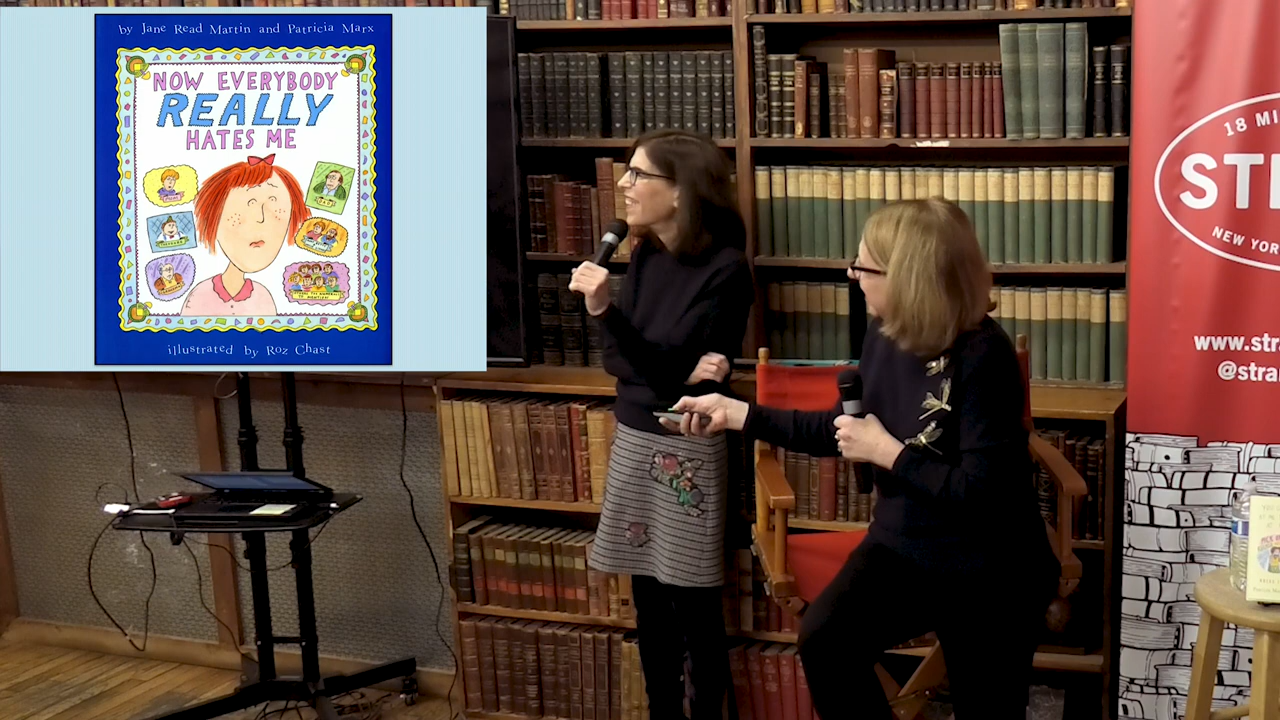 by Jane Read Martin and Patricia Marx
NOW EVERYBODY
REALLY
HATES ME
illustrated by Roz Chast
18 MI
ST
NEW YOR
www.stra
@stra